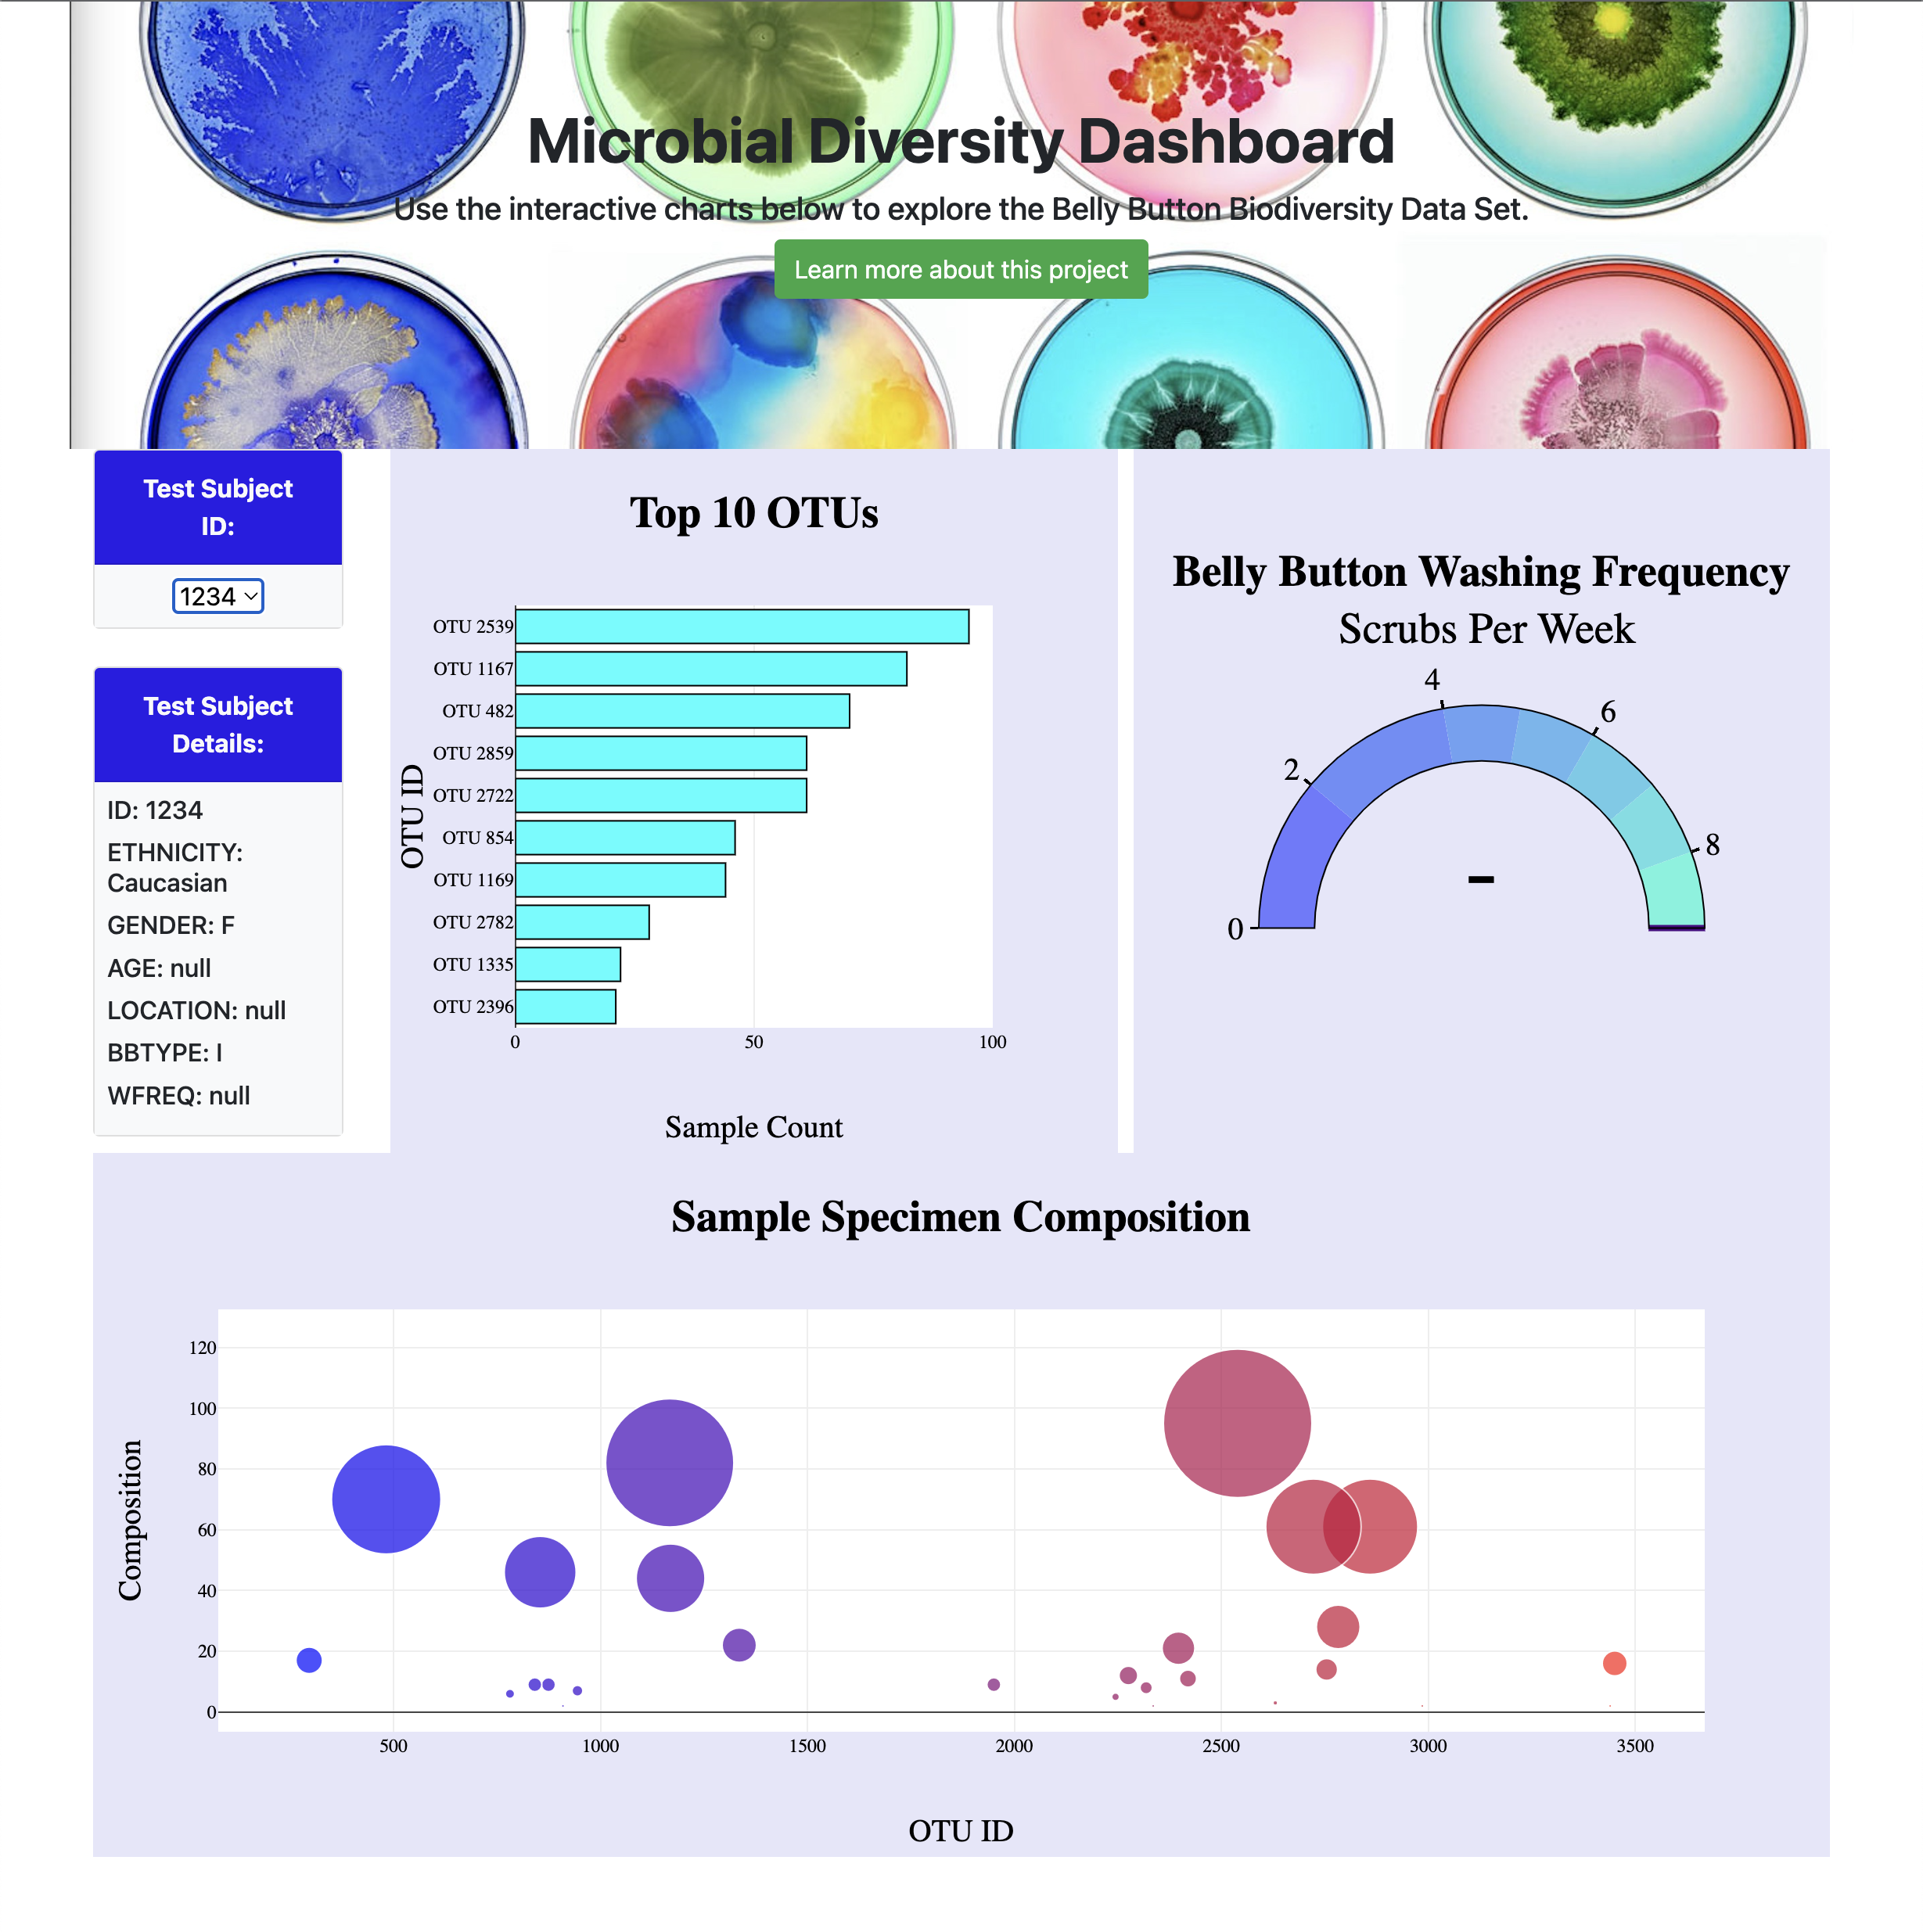 Microbial Diversity Dashboard
Use the interactive charts below to explore the Belly Button Biodiversity Data Set.
Learn more about this project
Test Subject
ID:
1234
Test Subject
Details:
ID: 1234
ETHNICITY:
Caucasian
GENDER: F
AGE: null
LOCATION: null
BBTYPE: I
WFREQ: null
Top 10 OTUs
OTU ID
OTU 2539
OTU 1167
OTU 482
OTU 2859
OTU 2722
OTU 854
OTU 1169
OTU 2782
OTU 1335
OTU 2396
0 50 100
Sample Count
Belly Button Washing Frequency
Scrubs Per Week
0
2
4
6
8
–
Sample Specimen Composition
Composition
120
100
80
60
40
20
0
500 1000 1500 2000 2500 3000 3500
OTU ID